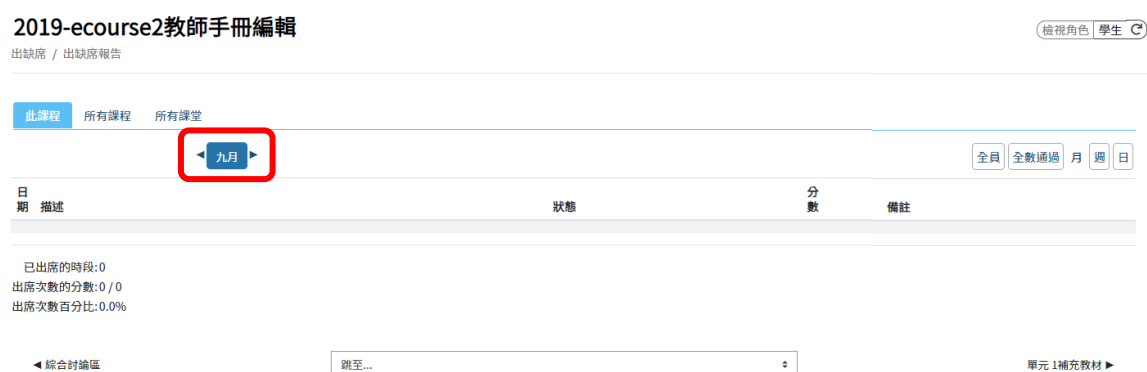 2019-ecourse2教師手冊編輯
檢視角色 學生
出缺席 / 出缺席報告
此課程 所有課程 所有課堂
◄ 九月 ►
全員 全數通過 月 週 日
日期 描述 狀態 分數 備註
已出席的時段:0
出席次數的分數:0 / 0
出席次數百分比:0.0%
◄ 綜合討論區 跳至... 單元 1補充教材 ►